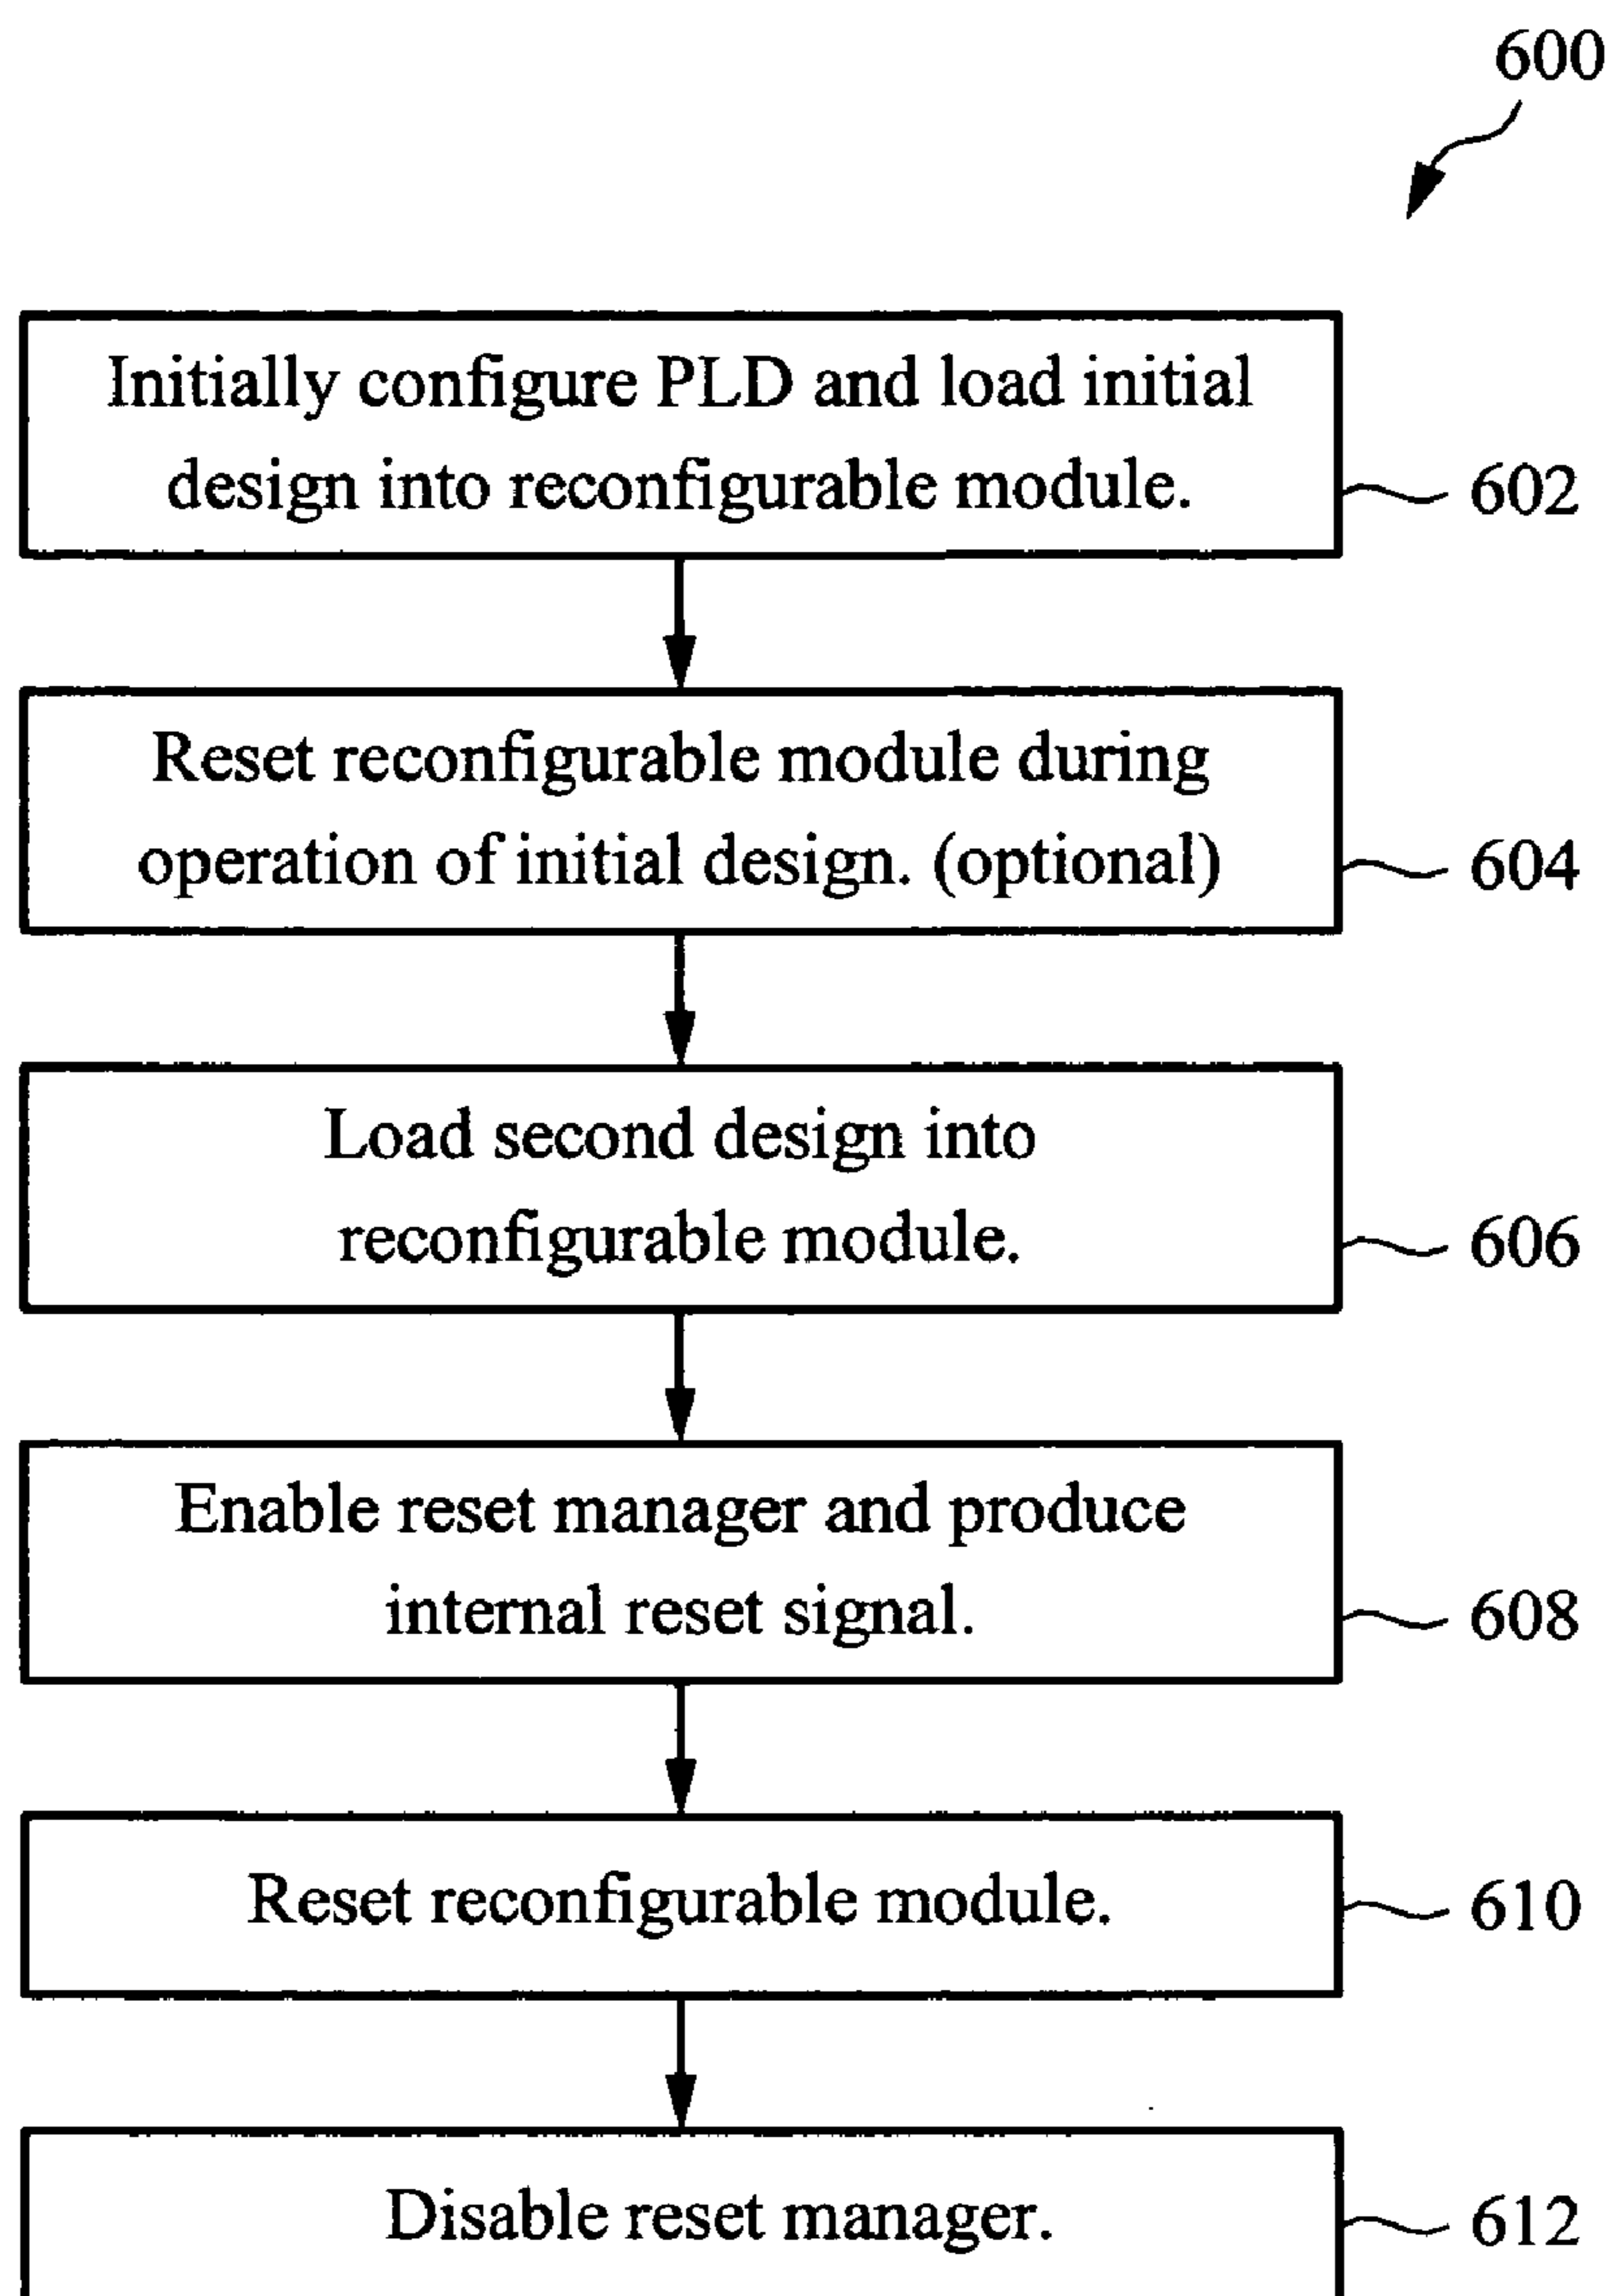 600
Initially configure PLD and load initial
design into reconfigurable module.
602
Reset reconfigurable module during
operation of initial design. (optional)
604
Load second design into
reconfigurable module.
606
Enable reset manager and produce
internal reset signal.
608
Reset reconfigurable module.
610
Disable reset manager.
612